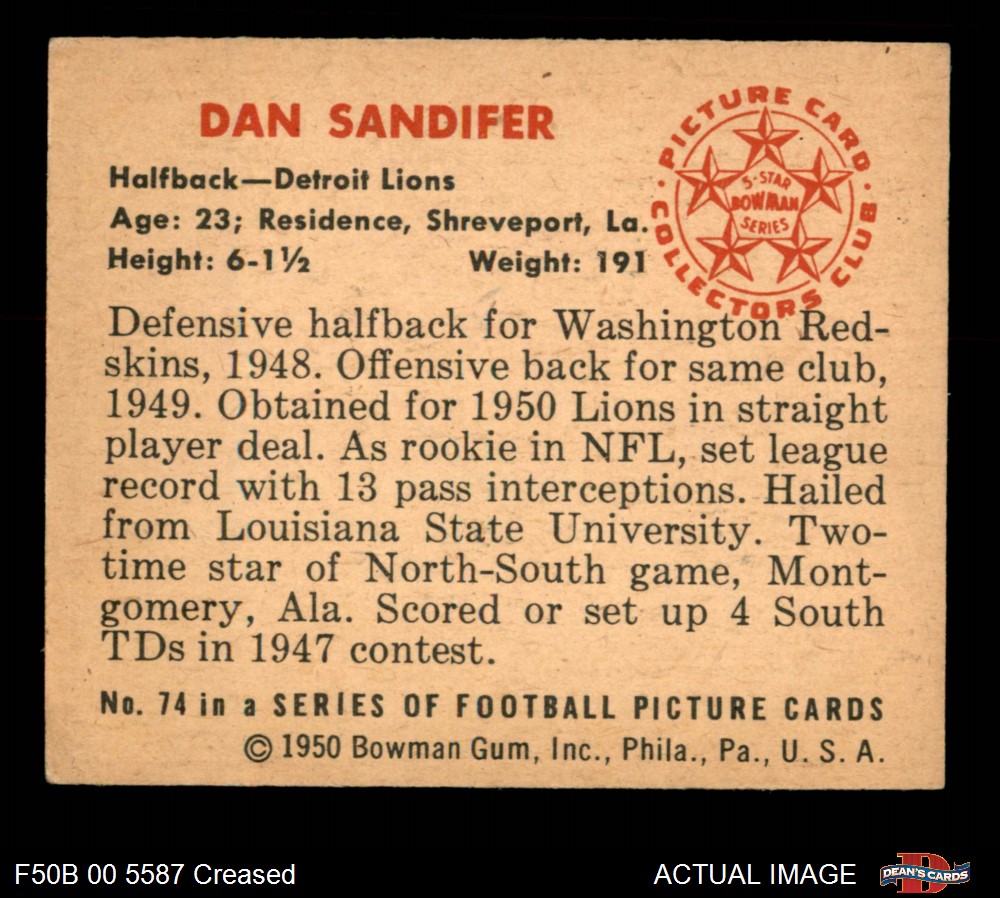 DAN SANDIFER
Halfback—Detroit Lions
Age: 23; Residence, Shreveport, La.
Height: 6-1½ Weight: 191
PICTURE CARD
COLLECTORS CLUB
5-STAR
BOWMAN
SERIES
Defensive halfback for Washington Red-
skins, 1948. Offensive back for same club,
1949. Obtained for 1950 Lions in straight
player deal. As rookie in NFL, set league
record with 13 pass interceptions. Hailed
from Louisiana State University. Two-
time star of North-South game, Mont-
gomery, Ala. Scored or set up 4 South
TDs in 1947 contest.
No. 74 in a SERIES OF FOOTBALL PICTURE CARDS
© 1950 Bowman Gum, Inc., Phila., Pa., U. S. A.
F50B 00 5587 Creased
ACTUAL IMAGE
D
DEAN'S CARDS